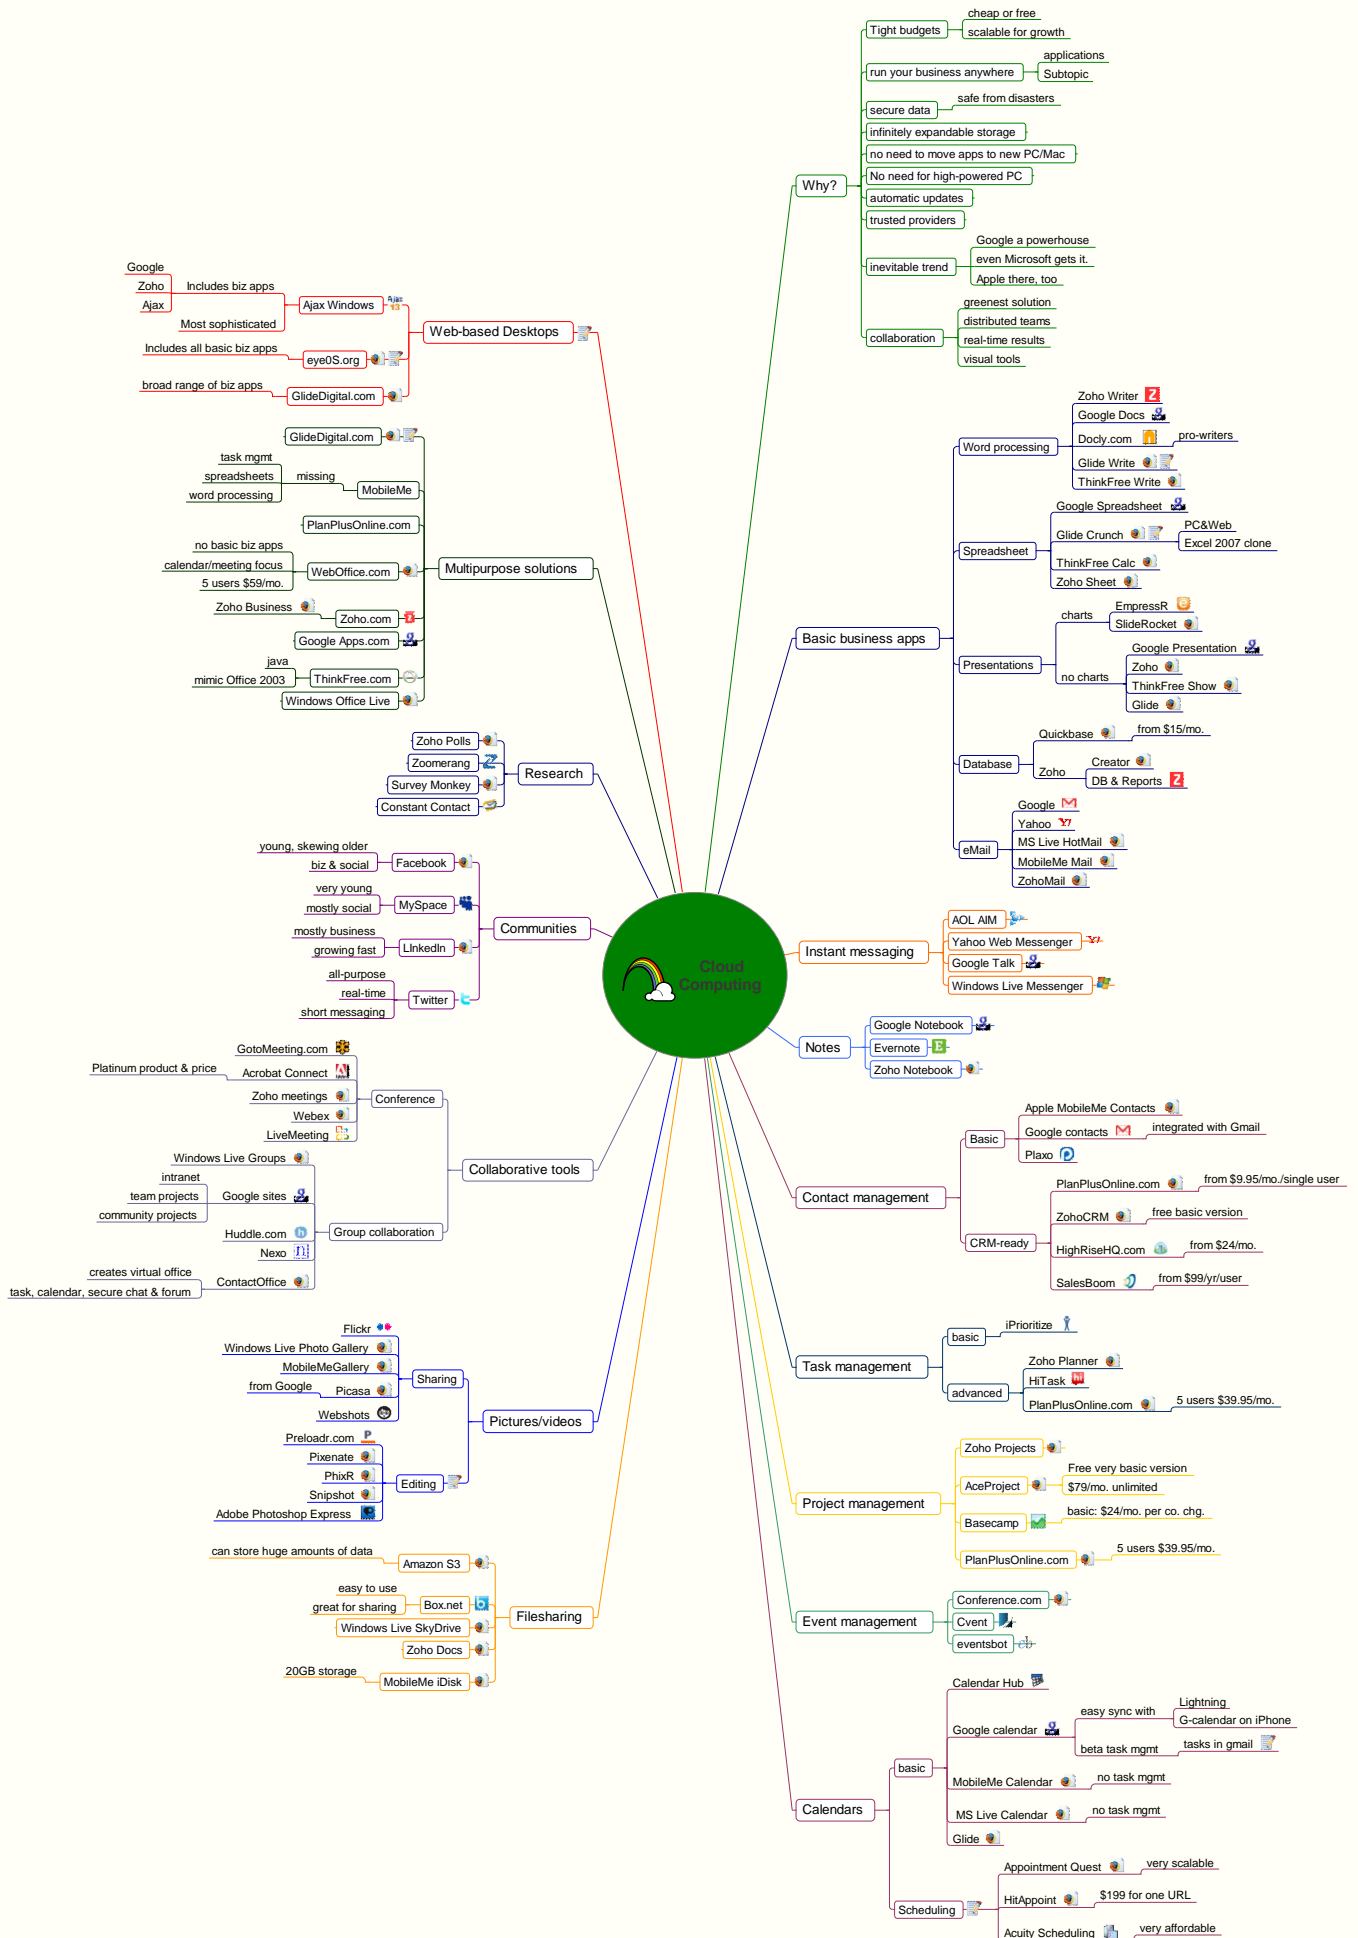 Cloud
Computing
Why?
Tight budgets
cheap or free
scalable for growth
run your business anywhere
applications
Subtopic
secure data
safe from disasters
infinitely expandable storage
no need to move apps to new PC/Mac
No need for high-powered PC
automatic updates
trusted providers
inevitable trend
Google a powerhouse
even Microsoft gets it.
Apple there, too
collaboration
greenest solution
distributed teams
real-time results
visual tools
Basic business apps
Word processing
Zoho Writer
Google Docs
Docly.com
pro-writers
Glide Write
ThinkFree Write
Spreadsheet
Google Spreadsheet
Glide Crunch
PC&Web
Excel 2007 clone
ThinkFree Calc
Zoho Sheet
Presentations
charts
EmpressR
SlideRocket
no charts
Google Presentation
Zoho
ThinkFree Show
Glide
Database
Quickbase
from $15/mo.
Zoho
Creator
DB & Reports
eMail
Google
Yahoo
MS Live HotMail
MobileMe Mail
ZohoMail
Instant messaging
AOL AIM
Yahoo Web Messenger
Google Talk
Windows Live Messenger
Notes
Google Notebook
Evernote
Zoho Notebook
Contact management
Basic
Apple MobileMe Contacts
Google contacts
integrated with Gmail
Plaxo
CRM-ready
PlanPlusOnline.com
from $9.95/mo./single user
ZohoCRM
free basic version
HighRiseHQ.com
from $24/mo.
SalesBoom
from $99/yr/user
Task management
basic
iPrioritize
advanced
Zoho Planner
HiTask
PlanPlusOnline.com
5 users $39.95/mo.
Project management
Zoho Projects
AceProject
Free very basic version
$79/mo. unlimited
Basecamp
basic: $24/mo. per co. chg.
PlanPlusOnline.com
5 users $39.95/mo.
Event management
Conference.com
Cvent
eventsbot
Calendars
basic
Calendar Hub
Google calendar
easy sync with
Lightning
G-calendar on iPhone
beta task mgmt
tasks in gmail
MobileMe Calendar
no task mgmt
MS Live Calendar
no task mgmt
Glide
Scheduling
Appointment Quest
very scalable
HitAppoint
$199 for one URL
Acuity Scheduling
very affordable
Web-based Desktops
Ajax Windows
Includes biz apps
Google
Zoho
Ajax
Most sophisticated
eye0S.org
Includes all basic biz apps
GlideDigital.com
broad range of biz apps
Multipurpose solutions
GlideDigital.com
MobileMe
missing
task mgmt
spreadsheets
word processing
PlanPlusOnline.com
WebOffice.com
no basic biz apps
calendar/meeting focus
5 users $59/mo.
Zoho.com
Zoho Business
Google Apps.com
ThinkFree.com
java
mimic Office 2003
Windows Office Live
Research
Zoho Polls
Zoomerang
Survey Monkey
Constant Contact
Communities
Facebook
young, skewing older
biz & social
MySpace
very young
mostly social
LInkedIn
mostly business
growing fast
Twitter
all-purpose
real-time
short messaging
Collaborative tools
Conference
GotoMeeting.com
Acrobat Connect
Platinum product & price
Zoho meetings
Webex
LiveMeeting
Group collaboration
Windows Live Groups
Google sites
intranet
team projects
community projects
Huddle.com
Nexo
ContactOffice
creates virtual office
task, calendar, secure chat & forum
Pictures/videos
Sharing
Flickr
Windows Live Photo Gallery
MobileMeGallery
Picasa
from Google
Webshots
Editing
Preloadr.com
Pixenate
PhixR
Snipshot
Adobe Photoshop Express
Filesharing
Amazon S3
can store huge amounts of data
Box.net
easy to use
great for sharing
Windows Live SkyDrive
Zoho Docs
MobileMe iDisk
20GB storage